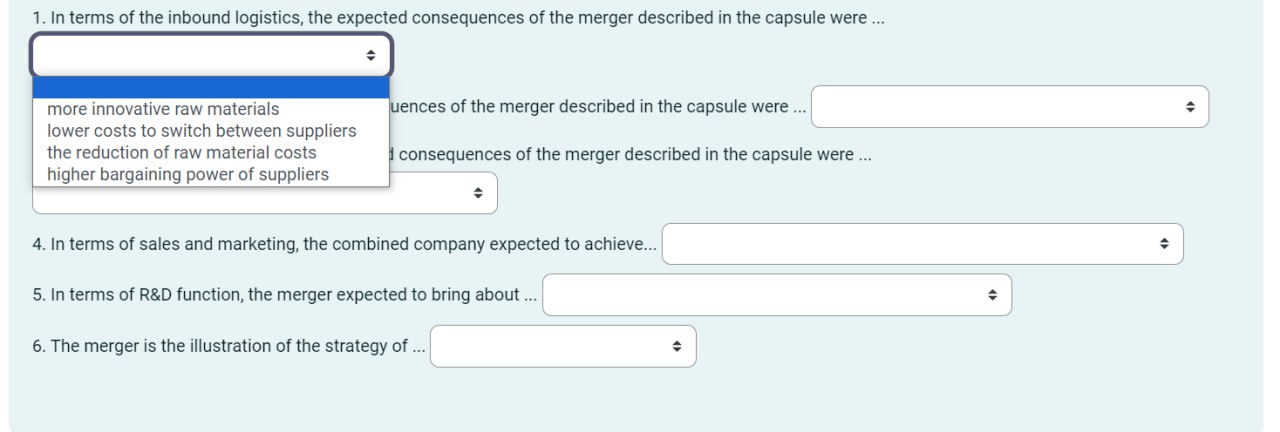 1. In terms of the inbound logistics, the expected consequences of the merger described in the capsule were ...
more innovative raw materials
lower costs to switch between suppliers
the reduction of raw material costs
higher bargaining power of suppliers
uences of the merger described in the capsule were ...
consequences of the merger described in the capsule were ...
4. In terms of sales and marketing, the combined company expected to achieve...
5. In terms of R&D function, the merger expected to bring about ...
6. The merger is the illustration of the strategy of ...